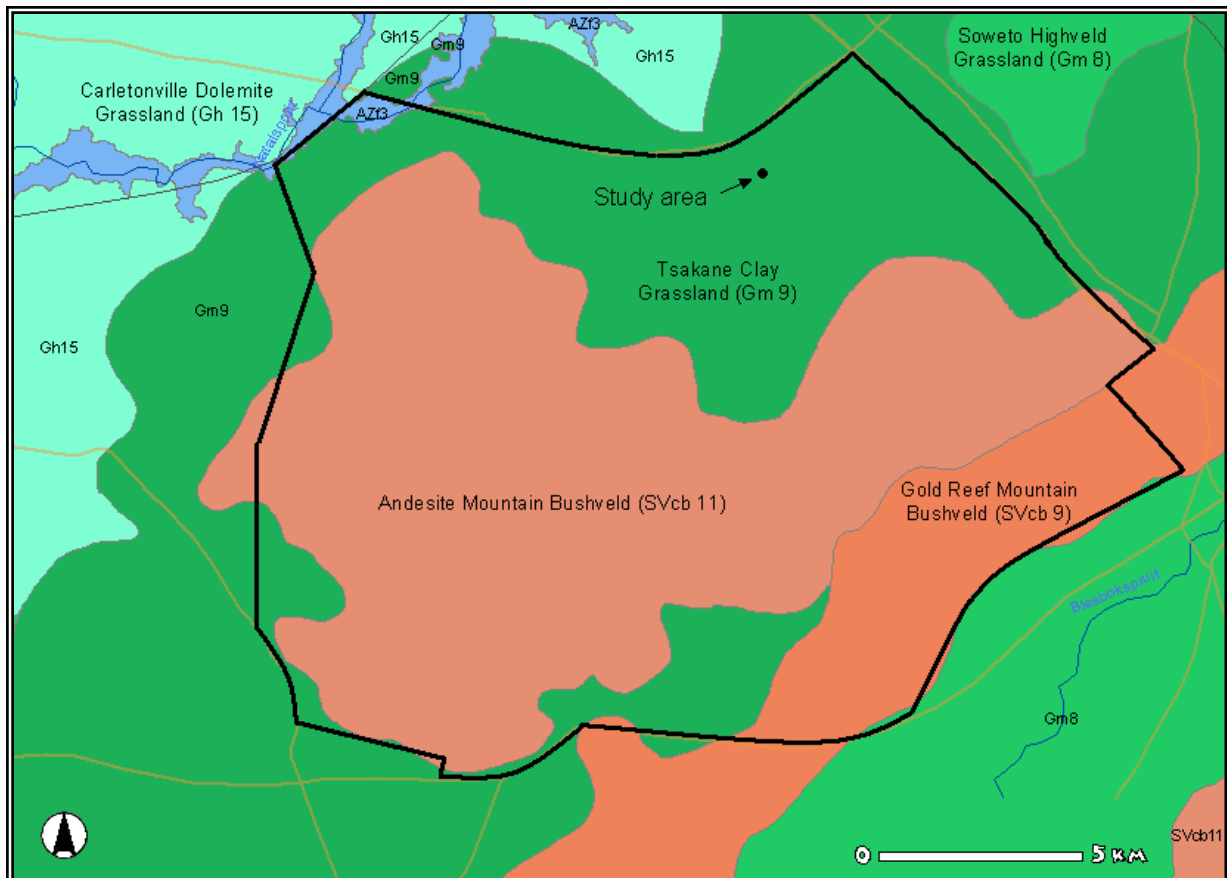 AZf3
Gh15
Gm9
Soweto Highveld
Grassland (Gm 8)
Gh15
Gm9
Carletonville Dolemite
Grassland (Gh 15)
AZf3
Study area
Tsakane Clay
Grassland (Gm 9)
Gm9
Gh15
Andesite Mountain Bushveld (SVcb 11)
Gold Reef Mountain
Bushveld (SVcb 9)
Blesbokspruit
Gm8
SVcb11
0 5 KM